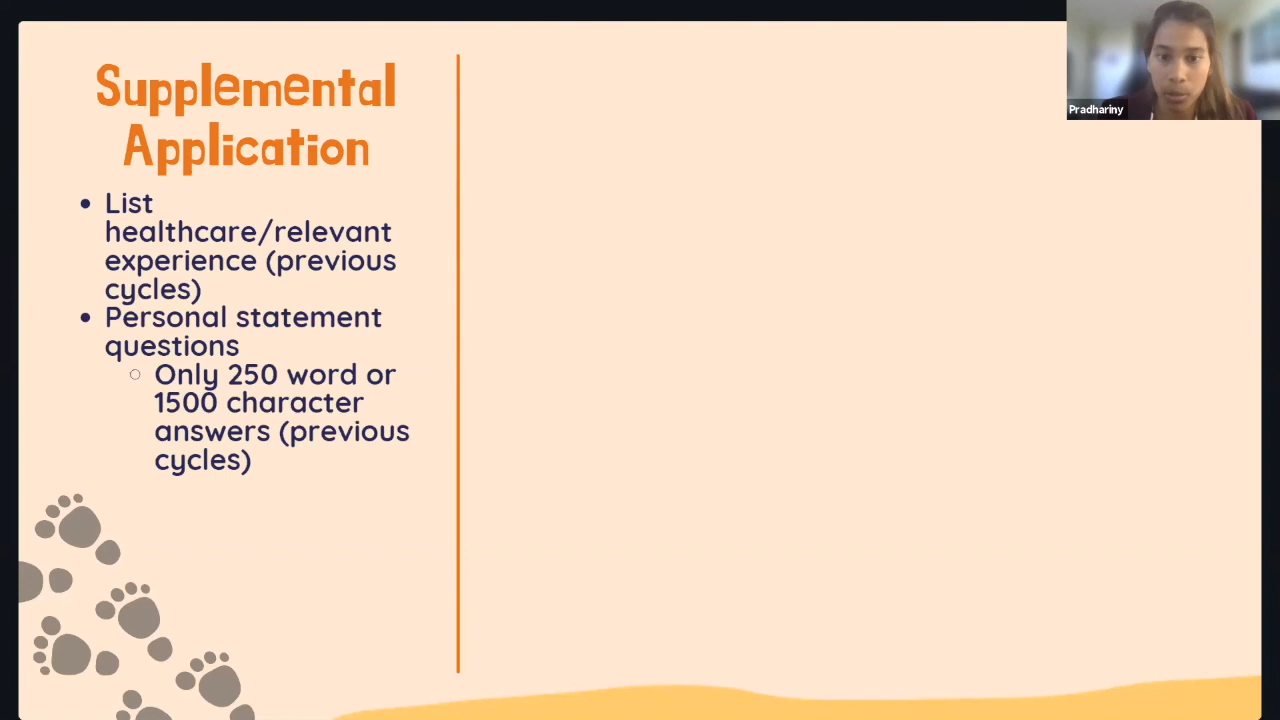 Supplemental
Application
• List
healthcare/relevant
experience (previous
cycles)
• Personal statement
questions
○ Only 250 word or
1500 character
answers (previous
cycles)
Pradhariny